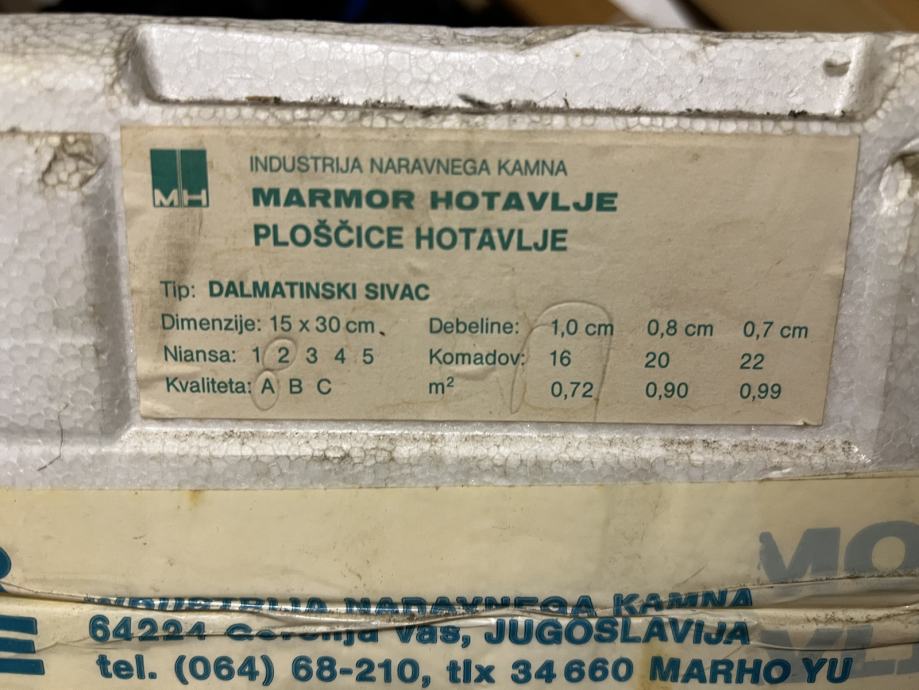 MH
INDUSTRIJA NARAVNEGA KAMNA
MARMOR HOTAVLJE
PLOŠČICE HOTAVLJE
Tip: DALMATINSKI SIVAC
Dimenzije: 15 x 30 cm Debeline: 1,0 cm 0,8 cm 0,7 cm
Niansa: 1 2 3 4 5 Komadov: 16 20 22
Kvaliteta: A B C m² 0,72 0,90 0,99
INDUSTRIJA NARAVNEGA KAMNA
64224 Gorenja vas, JUGOSLAVIJA
tel. (064) 68-210, tlx 34 660 MARHO YU